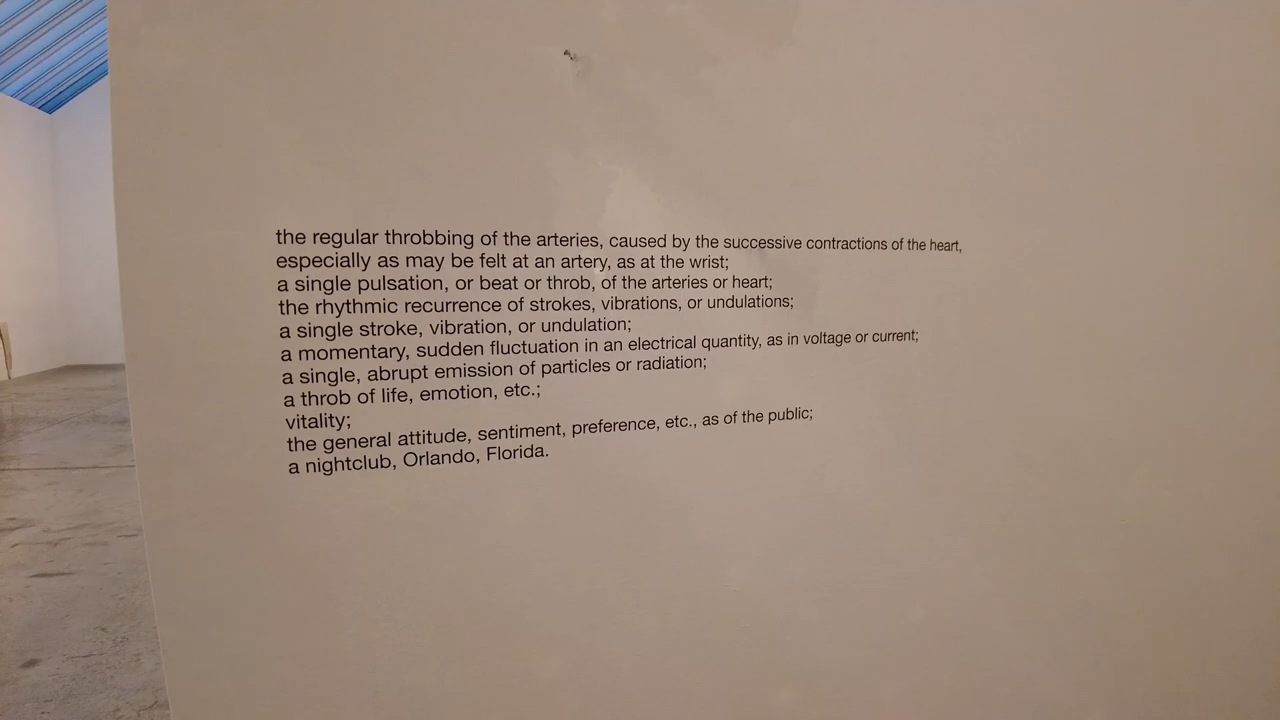 the regular throbbing of the arteries, caused by the successive contractions of the heart,
especially as may be felt at an artery, as at the wrist;
a single pulsation, or beat or throb, of the arteries or heart;
the rhythmic recurrence of strokes, vibrations, or undulations;
a single stroke, vibration, or undulation;
a momentary, sudden fluctuation in an electrical quantity, as in voltage or current;
a single, abrupt emission of particles or radiation;
a throb of life, emotion, etc.;
vitality;
the general attitude, sentiment, preference, etc., as of the public;
a nightclub, Orlando, Florida.